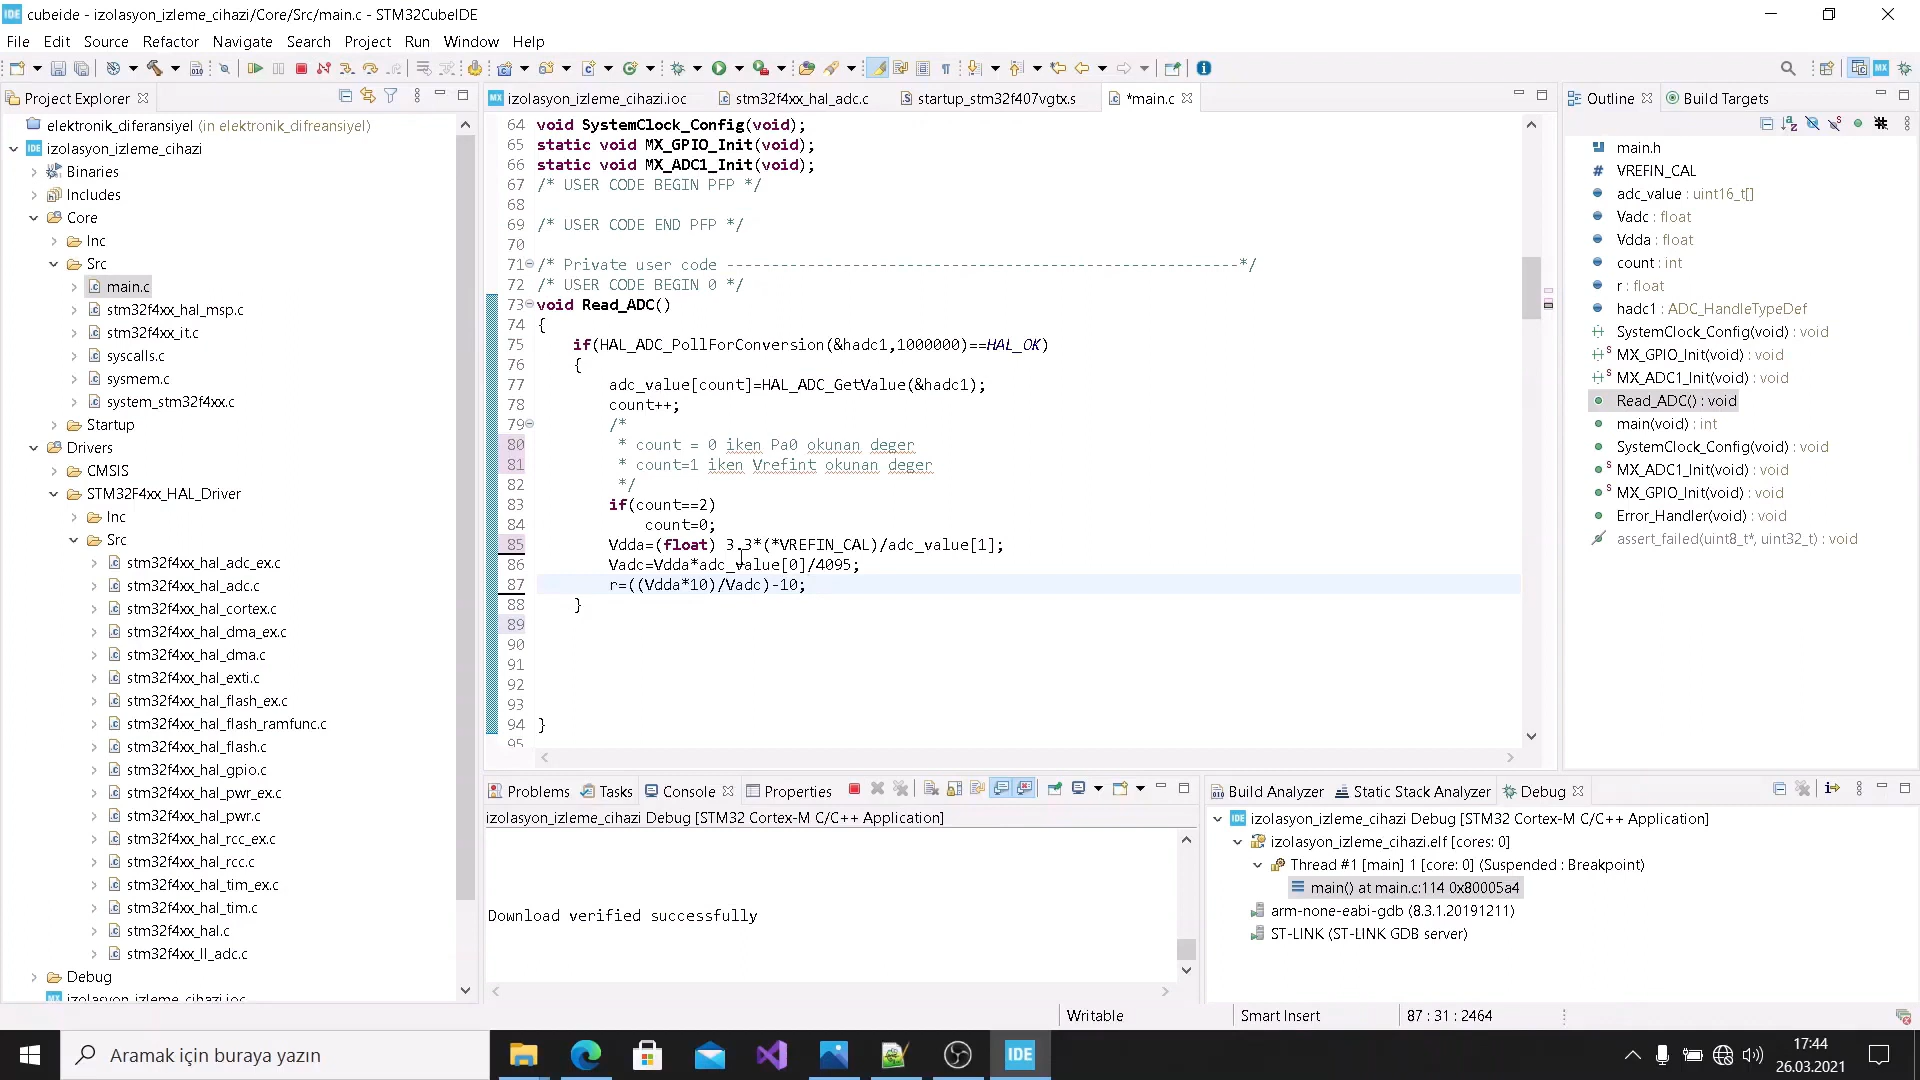 cubeide - izolasyon_izleme_cihazi/Core/Src/main.c - STM32CubeIDE
File Edit Source Refactor Navigate Search Project Run Window Help
Project Explorer
elektronik_diferansiyel (in elektronik_difreansiyel)
izolasyon_izleme_cihazi
Binaries
Includes
Core
Inc
Src
main.c
stm32f4xx_hal_msp.c
stm32f4xx_it.c
syscalls.c
sysmem.c
system_stm32f4xx.c
Startup
Drivers
CMSIS
STM32F4xx_HAL_Driver
Inc
Src
stm32f4xx_hal_adc_ex.c
stm32f4xx_hal_adc.c
stm32f4xx_hal_cortex.c
stm32f4xx_hal_dma_ex.c
stm32f4xx_hal_dma.c
stm32f4xx_hal_exti.c
stm32f4xx_hal_flash_ex.c
stm32f4xx_hal_flash_ramfunc.c
stm32f4xx_hal_flash.c
stm32f4xx_hal_gpio.c
stm32f4xx_hal_pwr_ex.c
stm32f4xx_hal_pwr.c
stm32f4xx_hal_rcc_ex.c
stm32f4xx_hal_rcc.c
stm32f4xx_hal_tim_ex.c
stm32f4xx_hal_tim.c
stm32f4xx_hal.c
stm32f4xx_ll_adc.c
Debug
izolasyon_izleme_cihazi.ioc
MX izolasyon_izleme_cihazi.ioc stm32f4xx_hal_adc.c startup_stm32f407vgtx.s *main.c
64 void SystemClock_Config(void);
65 static void MX_GPIO_Init(void);
66 static void MX_ADC1_Init(void);
67 /* USER CODE BEGIN PFP */
68
69 /* USER CODE END PFP */
70
71 /* Private user code ---------------------------------------------------------*/
72 /* USER CODE BEGIN 0 */
73 void Read_ADC()
74 {
75 if(HAL_ADC_PollForConversion(&hadc1,1000000)==HAL_OK)
76 {
77 adc_value[count]=HAL_ADC_GetValue(&hadc1);
78 count++;
79 /*
80 * count = 0 iken Pa0 okunan deger
81 * count=1 iken Vrefint okunan deger
82 */
83 if(count==2)
84 count=0;
85 Vdda=(float) 3.3*(*VREFIN_CAL)/adc_value[1];
86 Vadc=Vdda*adc_value[0]/4095;
87 r=((Vdda*10)/Vadc)-10;
88 }
89
90
91
92
93
94 }
95
Outline Build Targets
main.h
# VREFIN_CAL
adc_value : uint16_t[]
Vadc : float
Vdda : float
count : int
r : float
hadc1 : ADC_HandleTypeDef
SystemClock_Config(void) : void
S MX_GPIO_Init(void) : void
S MX_ADC1_Init(void) : void
Read_ADC() : void
main(void) : int
SystemClock_Config(void) : void
S MX_ADC1_Init(void) : void
S MX_GPIO_Init(void) : void
Error_Handler(void) : void
assert_failed(uint8_t*, uint32_t) : void
Problems Tasks Console Properties
izolasyon_izleme_cihazi Debug [STM32 Cortex-M C/C++ Application]
Download verified successfully
Build Analyzer Static Stack Analyzer Debug
izolasyon_izleme_cihazi Debug [STM32 Cortex-M C/C++ Application]
izolasyon_izleme_cihazi.elf [cores: 0]
Thread #1 [main] 1 [core: 0] (Suspended : Breakpoint)
main() at main.c:114 0x80005a4
arm-none-eabi-gdb (8.3.1.20191211)
ST-LINK (ST-LINK GDB server)
Writable Smart Insert 87 : 31 : 2464
Aramak için buraya yazın
IDE
17:44
26.03.2021